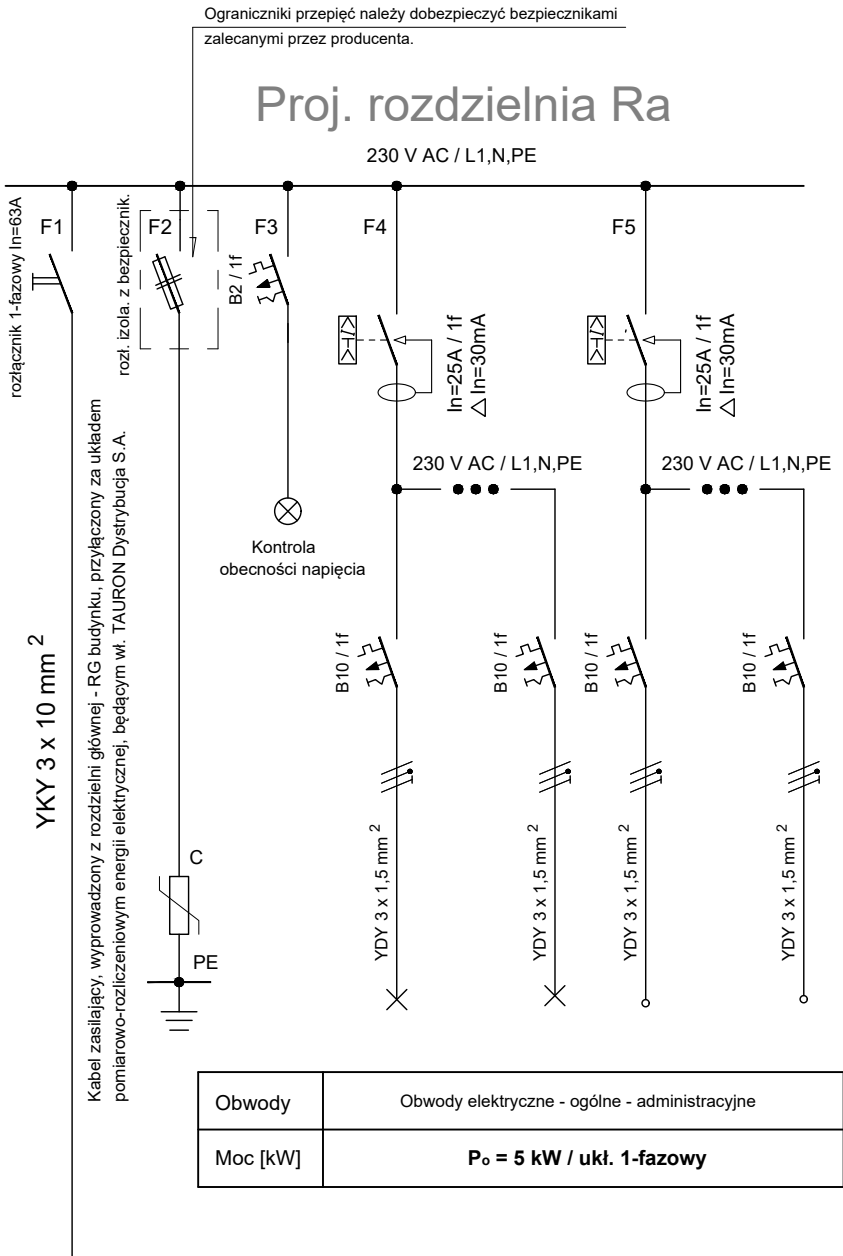 Ograniczniki przepięć należy dobezpieczyć bezpiecznikami
zalecanymi przez producenta.
Proj. rozdzielnia Ra
230 V AC / L1,N,PE
F1
F2
F3
F4
F5
rozłącznik 1-fazowy In=63A
rozł. izola. z bezpiecznik.
B2 / 1f
In=25A / 1f
△ In=30mA
In=25A / 1f
△ In=30mA
230 V AC / L1,N,PE
230 V AC / L1,N,PE
Kontrola
obecności napięcia
YKY 3 x 10 mm ²
Kabel zasilający, wyprowadzony z rozdzielni głównej - RG budynku, przyłączony za układem
pomiarowo-rozliczeniowym energii elektrycznej, będącym wł. TAURON Dystrybucja S.A.
B10 / 1f
B10 / 1f
B10 / 1f
B10 / 1f
C
PE
YDY 3 x 1,5 mm ²
YDY 3 x 1,5 mm ²
YDY 3 x 1,5 mm ²
YDY 3 x 1,5 mm ²
Obwody
Obwody elektryczne - ogólne - administracyjne
Moc [kW]
Po = 5 kW / ukł. 1-fazowy